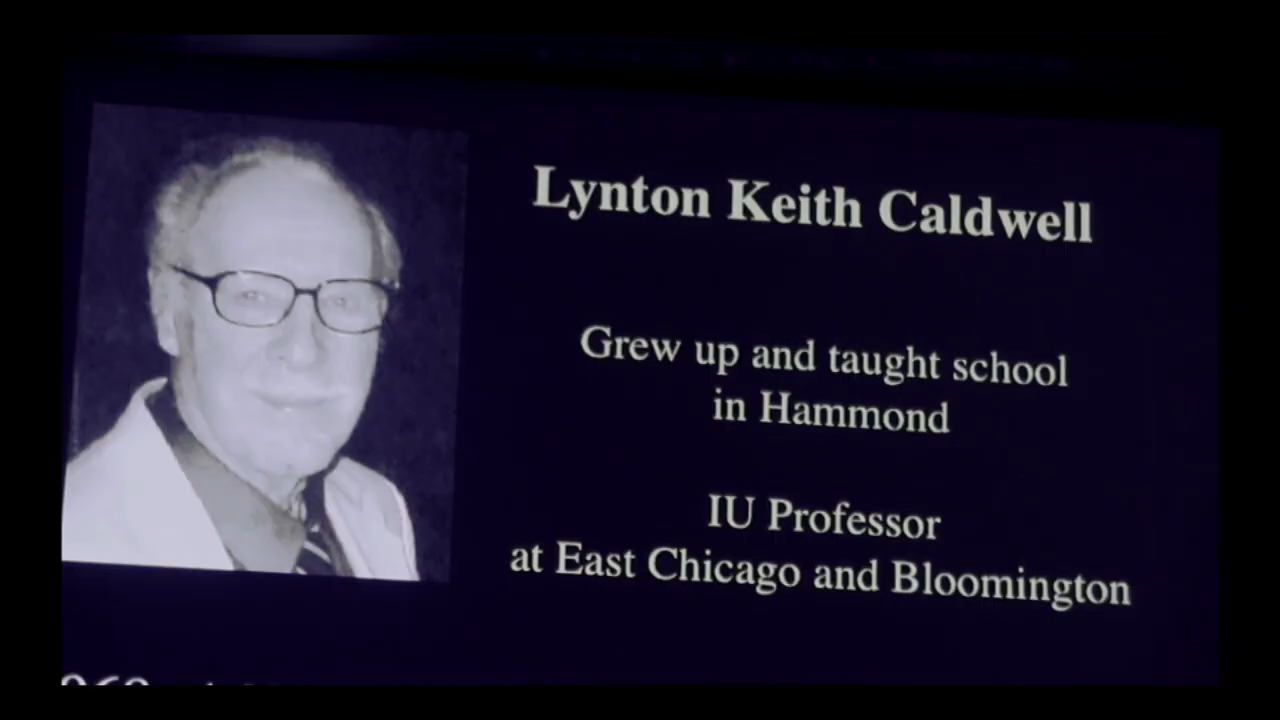 Lynton Keith Caldwell
Grew up and taught school
in Hammond
IU Professor
at East Chicago and Bloomington